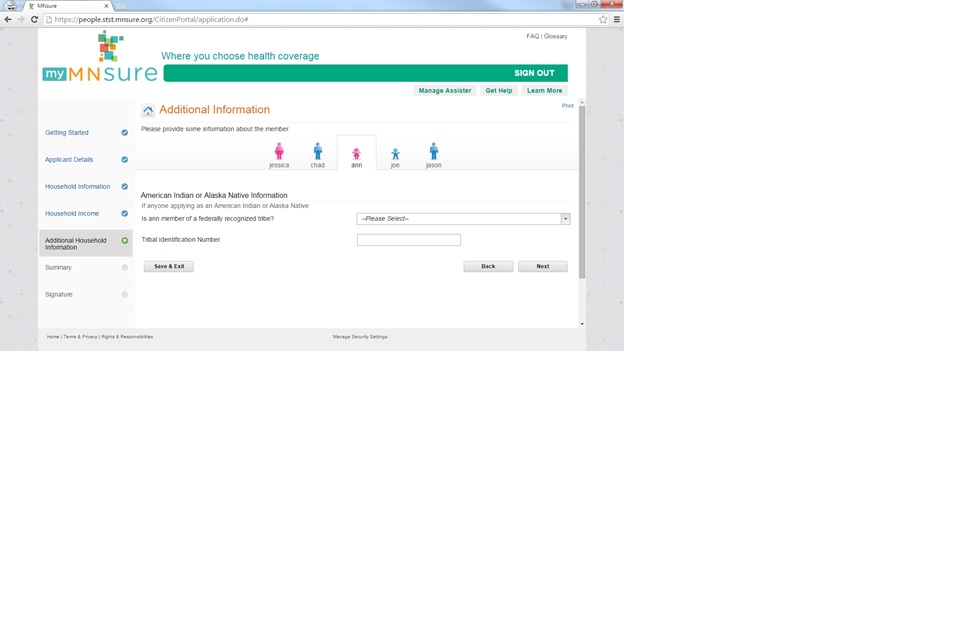 MNsure
https://people.stst.mnsure.org/CitizenPortal/application.do#
FAQ | Glossary
Where you choose health coverage
my MNsure
SIGN OUT
Manage Assister Get Help Learn More
Print
Additional Information
Please provide some information about the member.
Getting Started
Applicant Details
Household Information
Household Income
Additional Household
Information
Summary
Signature
jessica chad ann joe jason
American Indian or Alaska Native Information
If anyone applying as an American Indian or Alaska Native
Is ann member of a federally recognized tribe? --Please Select--
Tribal Identification Number
Save & Exit Back Next
Home | Terms & Privacy | Rights & Responsibilities Manage Security Settings